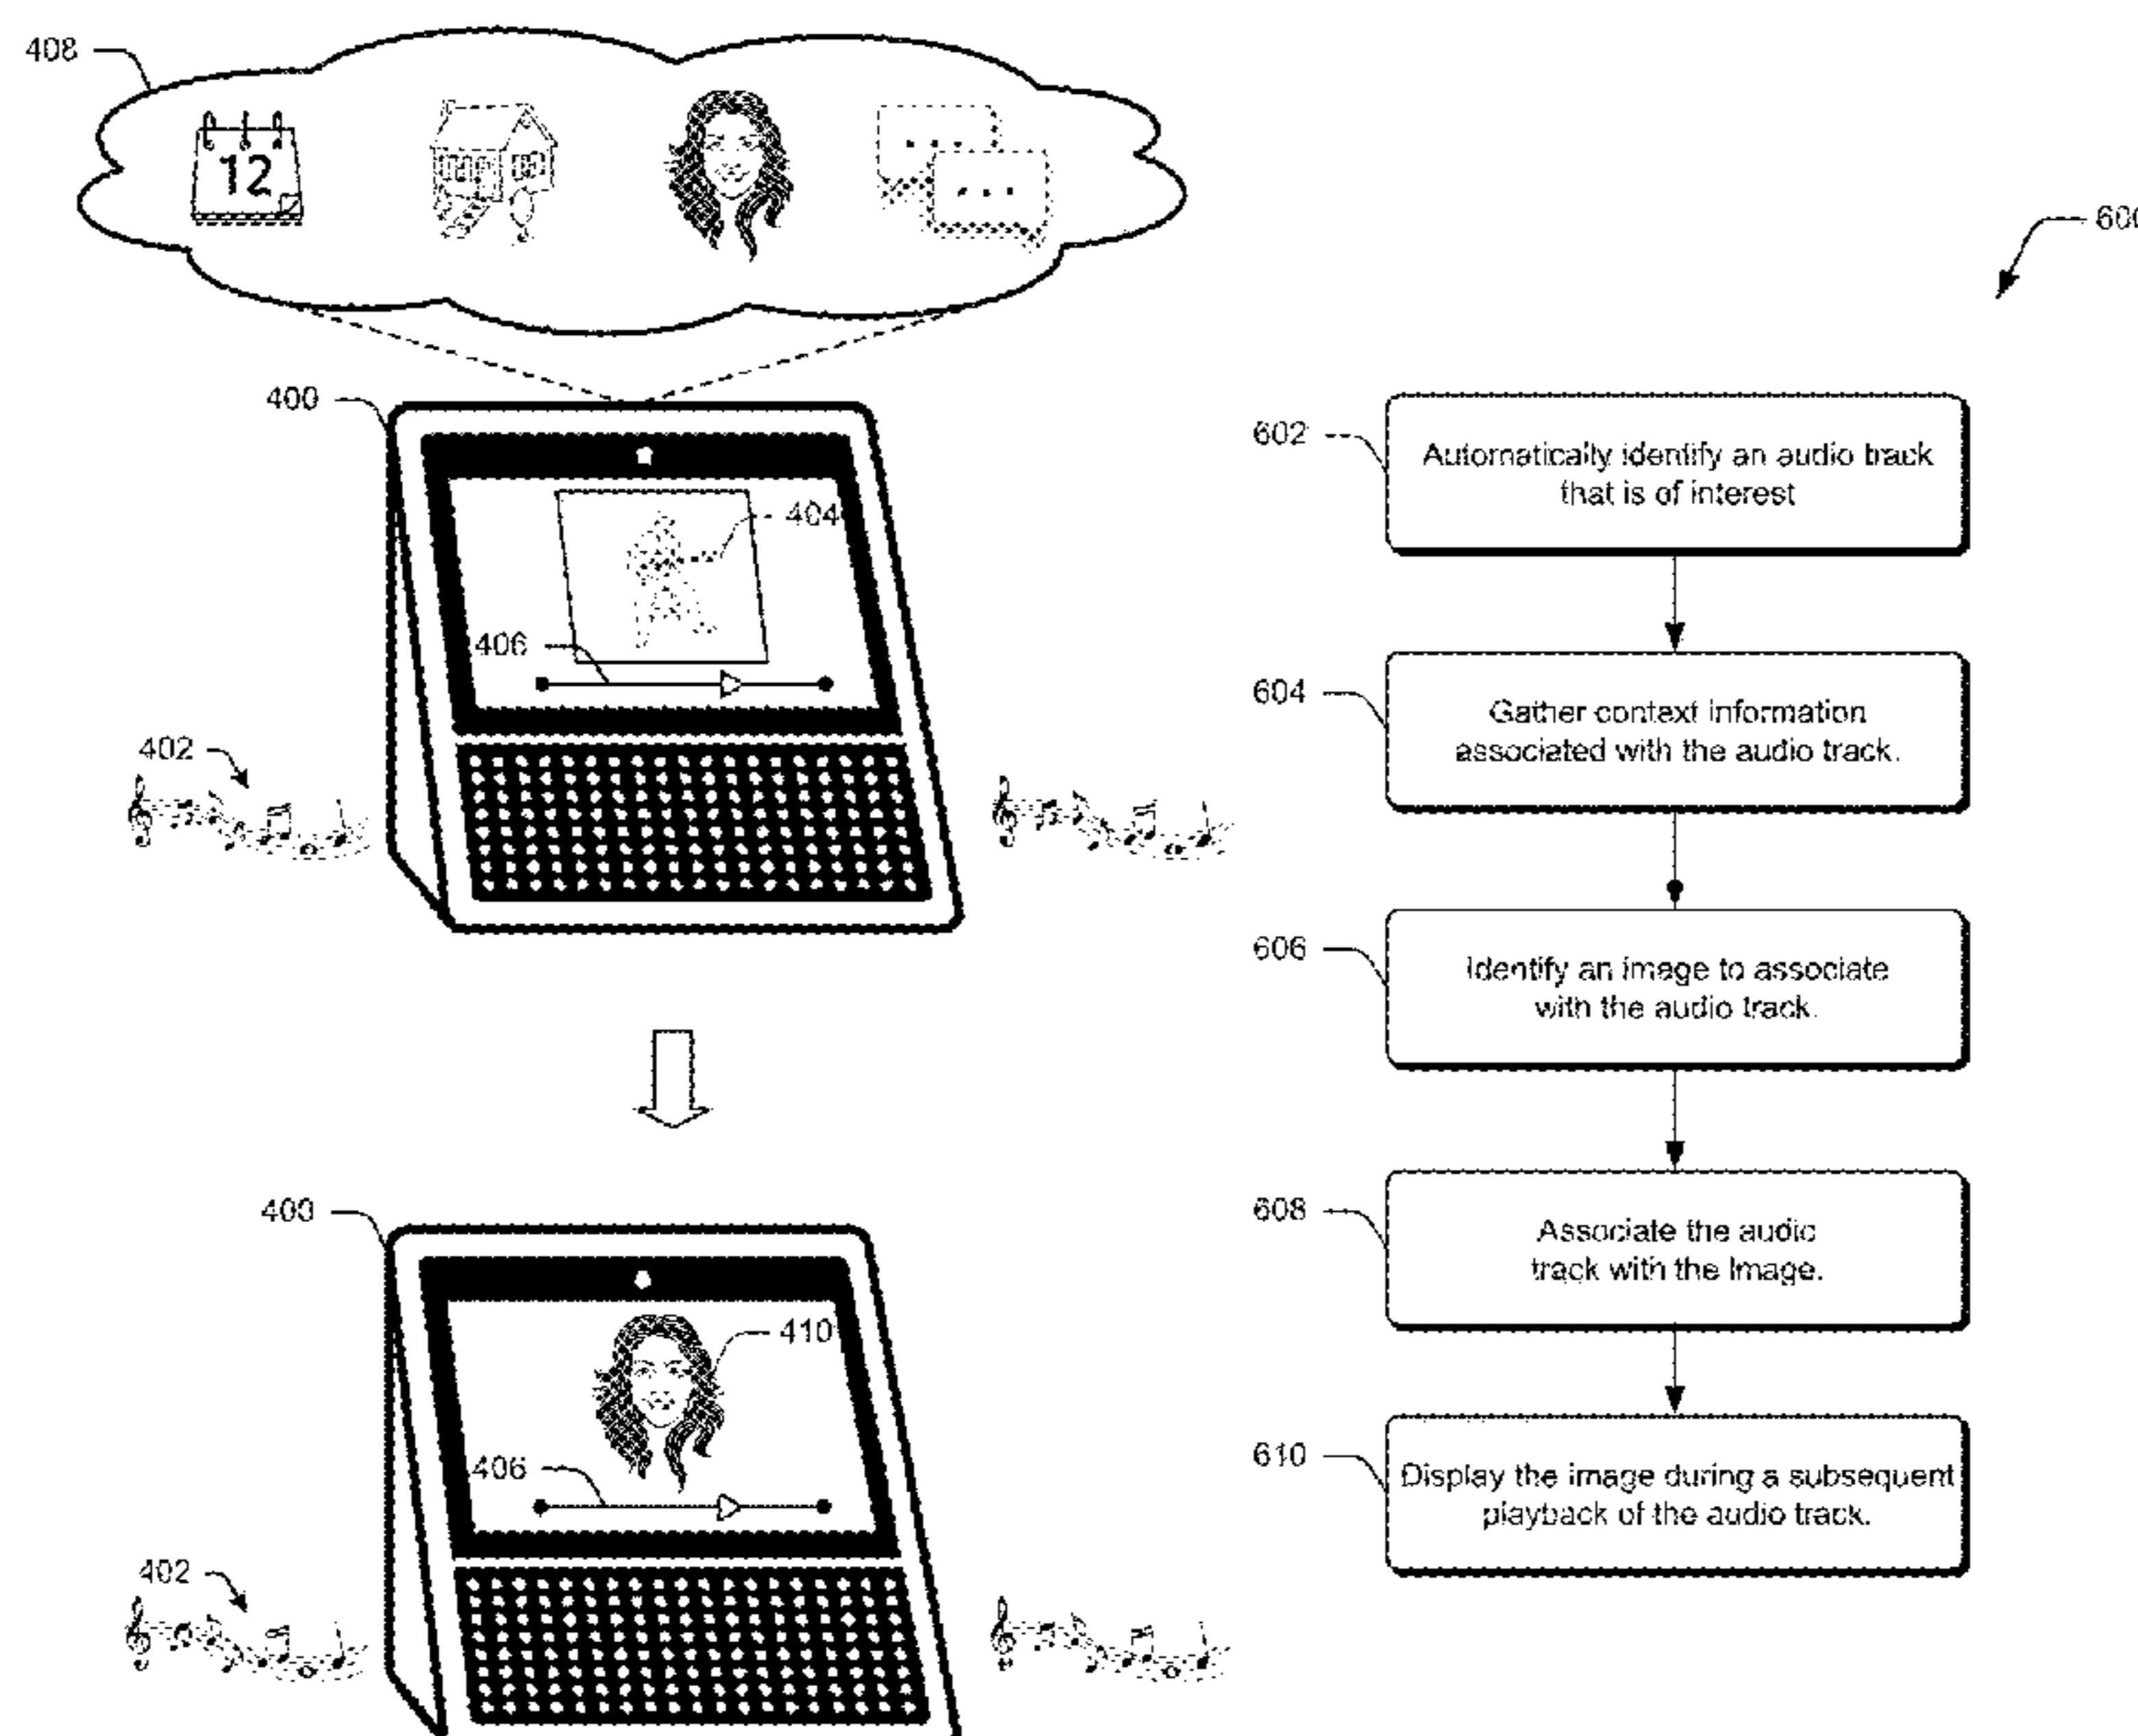 408
12
400
404
406
402
400
410
406
402
600
602
Automatically identify an audio track
that is of interest
604
Gather context information
associated with the audio track.
606
Identify an image to associate
with the audio track.
608
Associate the audio
track with the image.
610
Display the image during a subsequent
playback of the audio track.